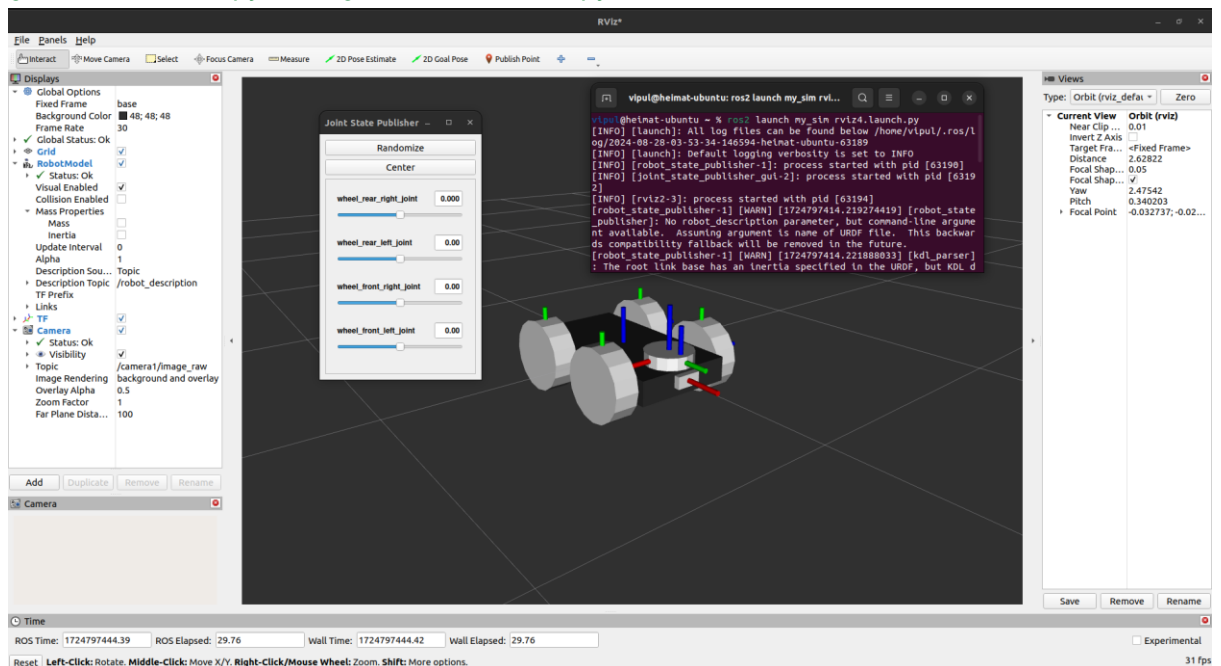 RViz*
File Panels Help
Interact Move Camera Select Focus Camera Measure 2D Pose Estimate 2D Goal Pose Publish Point
Displays
Global Options
Fixed Frame base
Background Color 48; 48; 48
Frame Rate 30
Global Status: Ok
Grid
RobotModel
Status: Ok
Visual Enabled
Collision Enabled
Mass Properties
Mass
Inertia
Update Interval 0
Alpha 1
Description Sou... Topic
Description Topic /robot_description
TF Prefix
Links
TF
Camera
Status: Ok
Visibility
Topic /camera1/image_raw
Image Rendering background and overlay
Overlay Alpha 0.5
Zoom Factor 1
Far Plane Dista... 100
Add Duplicate Remove Rename
Camera
Joint State Publisher ..
Randomize
Center
wheel_rear_right_joint 0.000
wheel_rear_left_joint 0.00
wheel_front_right_joint 0.00
wheel_front_left_joint 0.00
vipul@heimat-ubuntu: ros2 launch my_sim rvi...
vipul@heimat-ubuntu ~ % ros2 launch my_sim rviz4.launch.py
[INFO] [launch]: All log files can be found below /home/vipul/.ros/l
og/2024-08-28-03-53-34-146594-heimat-ubuntu-63189
[INFO] [launch]: Default logging verbosity is set to INFO
[INFO] [robot_state_publisher-1]: process started with pid [63190]
[INFO] [joint_state_publisher_gui-2]: process started with pid [6319
2]
[INFO] [rviz2-3]: process started with pid [63194]
[robot_state_publisher-1] [WARN] [1724797414.219274419] [robot_state
_publisher]: No robot_description parameter, but command-line argume
nt available. Assuming argument is name of URDF file. This backwar
ds compatibility fallback will be removed in the future.
[robot_state_publisher-1] [WARN] [1724797414.221888033] [kdl_parser]
: The root link base has an inertia specified in the URDF, but KDL d
Views
Type: Orbit (rviz_defau Zero
Current View Orbit (rviz)
Near Clip ... 0.01
Invert Z Axis
Target Fra... <Fixed Frame>
Distance 2.62822
Focal Shap... 0.05
Focal Shap...
Yaw 2.47542
Pitch 0.340203
Focal Point -0.032737; -0.02...
Save Remove Rename
Time
ROS Time: 1724797444.39 ROS Elapsed: 29.76 Wall Time: 1724797444.42 Wall Elapsed: 29.76 Experimental
Reset Left-Click: Rotate. Middle-Click: Move X/Y. Right-Click/Mouse Wheel: Zoom. Shift: More options. 31 fps